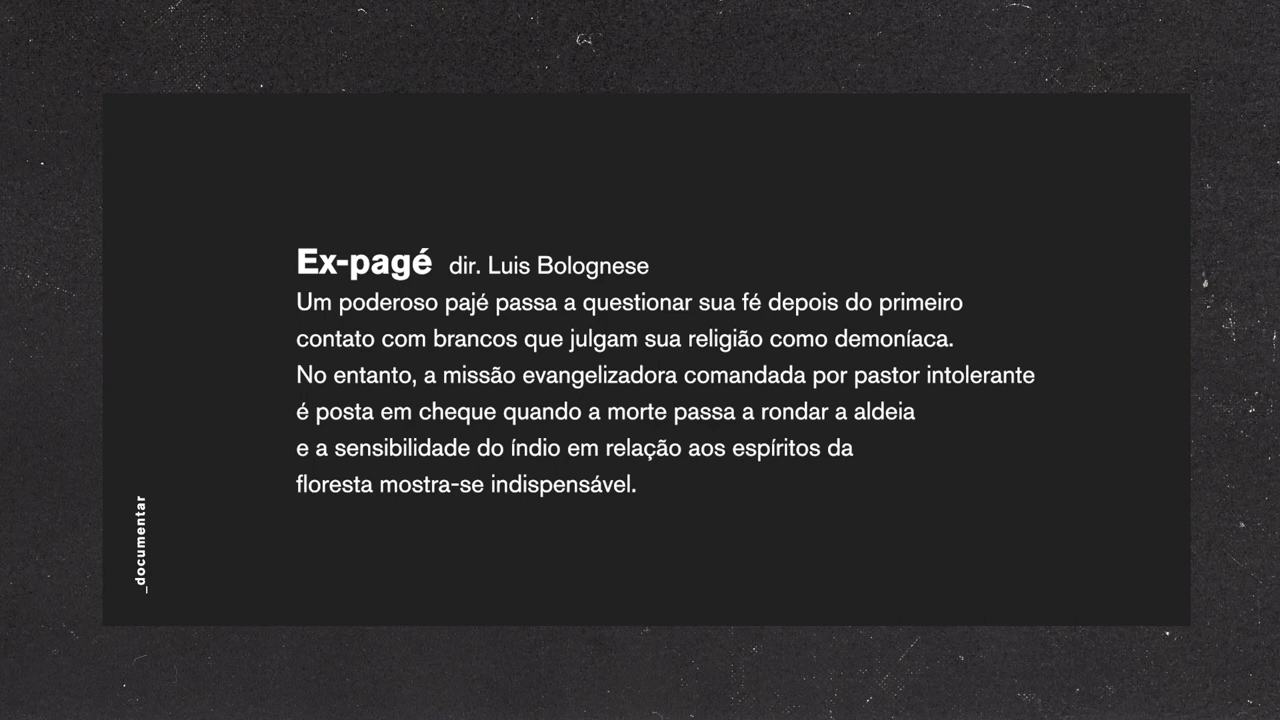 Ex-pagé dir. Luis Bolognese
Um poderoso pajé passa a questionar sua fé depois do primeiro
contato com brancos que julgam sua religião como demoníaca.
No entanto, a missão evangelizadora comandada por pastor intolerante
é posta em cheque quando a morte passa a rondar a aldeia
e a sensibilidade do índio em relação aos espíritos da
floresta mostra-se indispensável.
_documentar